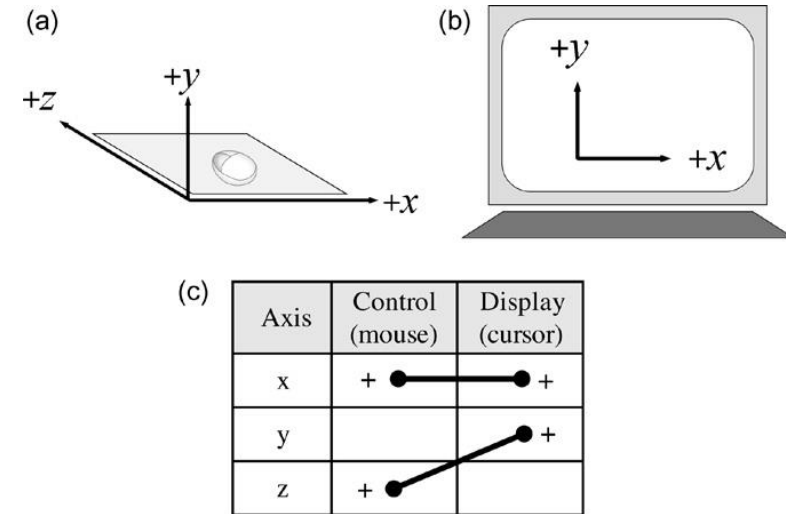 (a)
+y
+z
+x
(b)
+y
+x
(c)
Axis Control (mouse) Display (cursor)
x + +
y +
z +